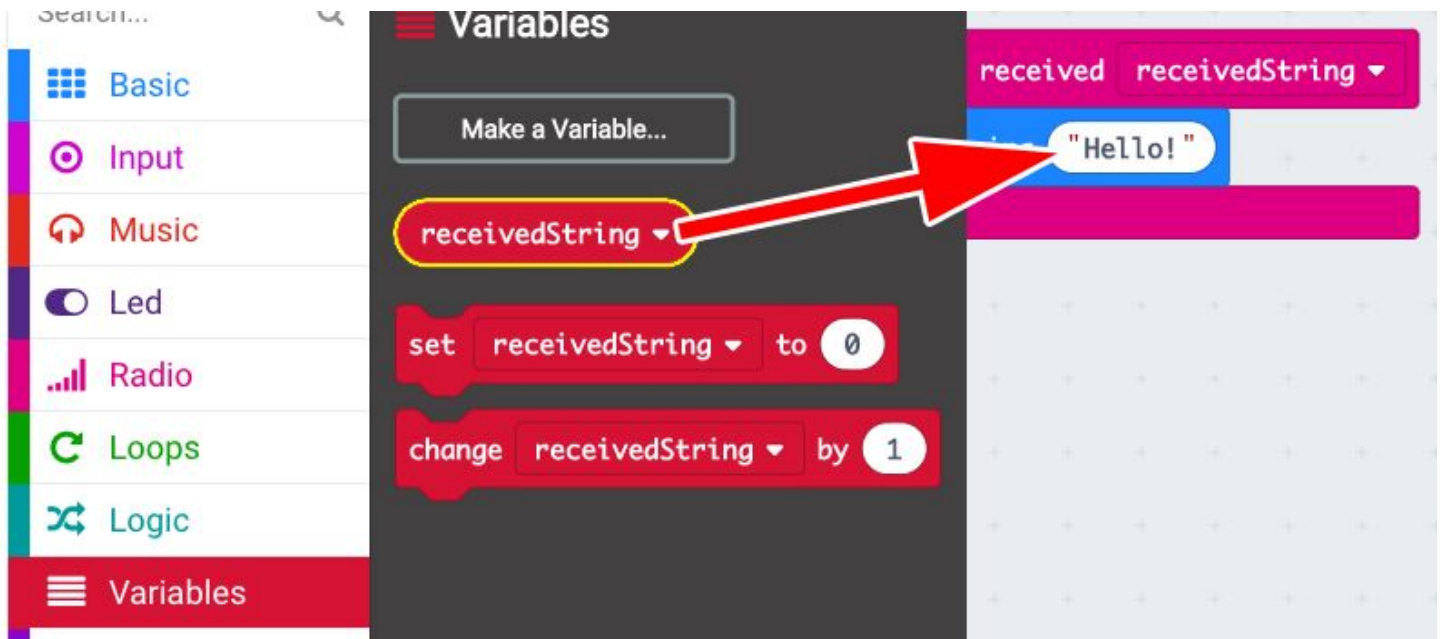 Search...
Basic
Input
Music
Led
Radio
Loops
Logic
Variables
Variables
Make a Variable...
receivedString
set receivedString to 0
change receivedString by 1
received receivedString
"Hello!"